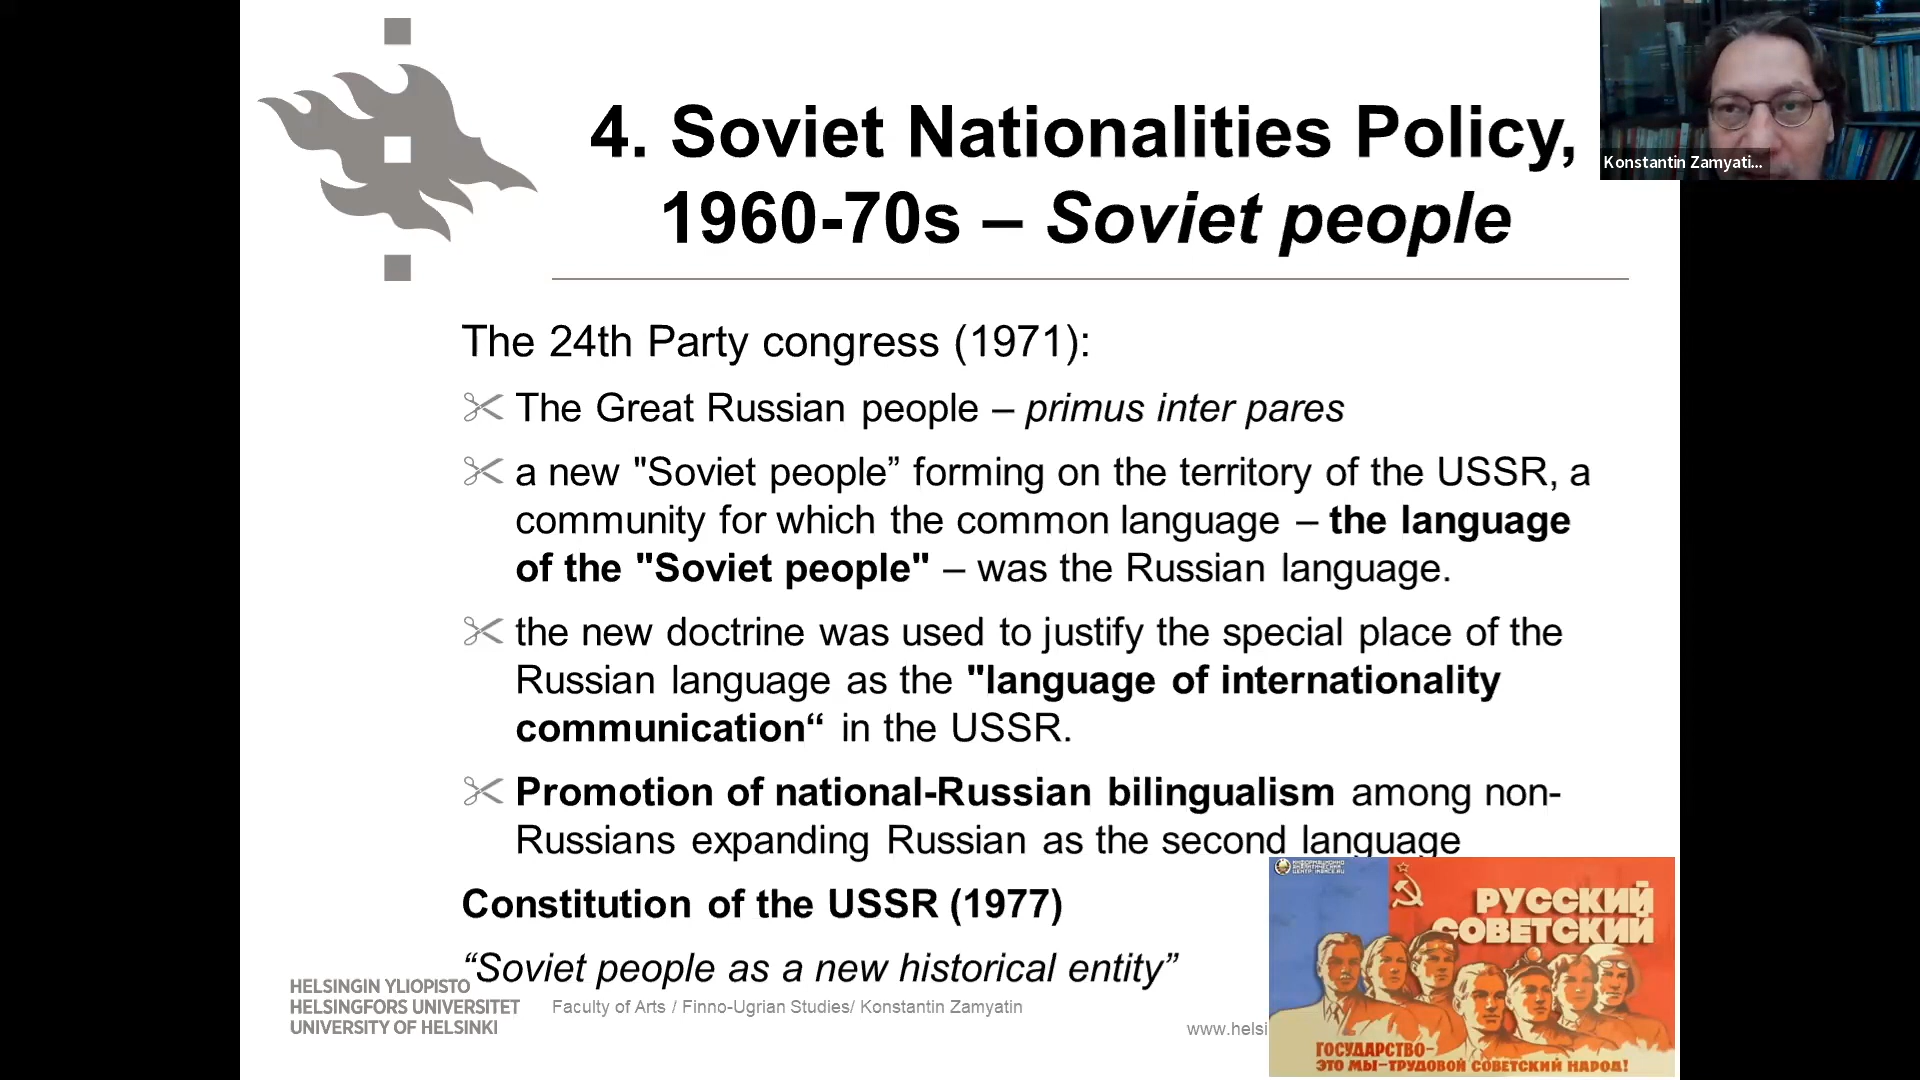 4. Soviet Nationalities Policy,
1960-70s – Soviet people
Konstantin Zamyati...
The 24th Party congress (1971):
The Great Russian people – primus inter pares
a new "Soviet people” forming on the territory of the USSR, a
community for which the common language – the language
of the "Soviet people" – was the Russian language.
the new doctrine was used to justify the special place of the
Russian language as the "language of internationality
communication“ in the USSR.
Promotion of national-Russian bilingualism among non-
Russians expanding Russian as the second language
Constitution of the USSR (1977)
“Soviet people as a new historical entity”
HELSINGIN YLIOPISTO
HELSINGFORS UNIVERSITET
UNIVERSITY OF HELSINKI
Faculty of Arts / Finno-Ugrian Studies/ Konstantin Zamyatin
www.helsi
РУССКИЙ
СОВЕТСКИЙ
ГОСУДАРСТВО-
ЭТО МЫ-ТРУДОВОЙ СОВЕТСКИЙ НАРОД!